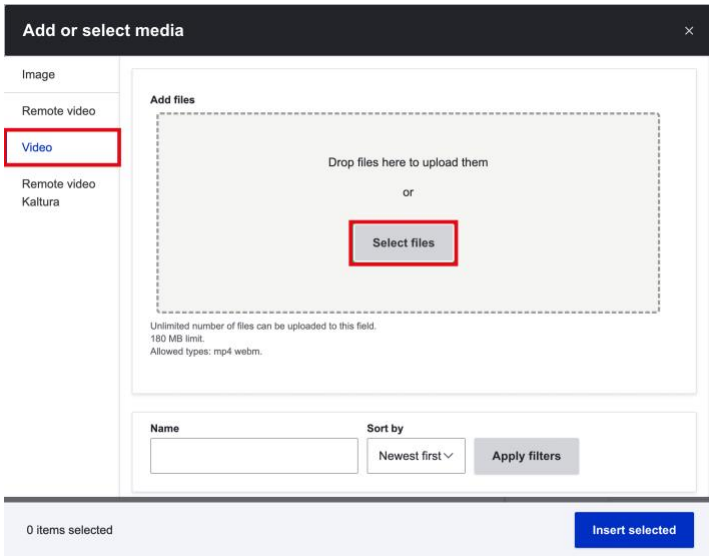 Add or select media
Image
Remote video
Video
Remote video
Kaltura
Add files
Drop files here to upload them
or
Select files
Unlimited number of files can be uploaded to this field.
180 MB limit.
Allowed types: mp4 webm.
Name
Sort by
Newest first
Apply filters
0 items selected
Insert selected